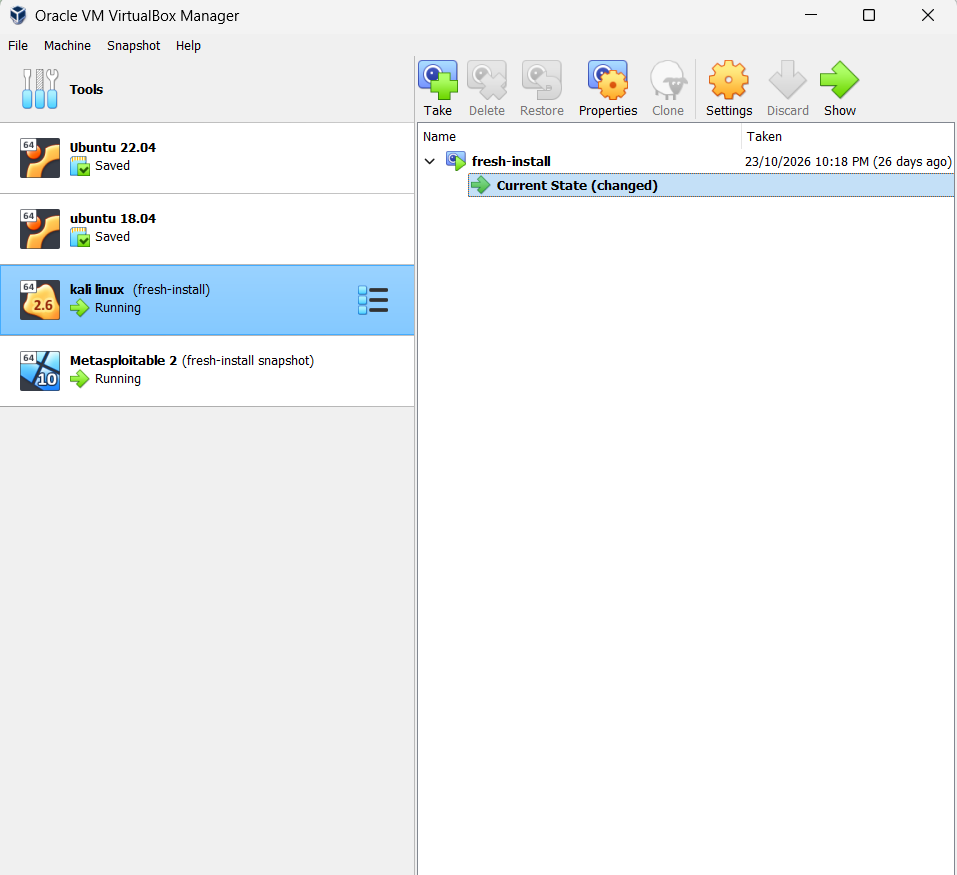 Oracle VM VirtualBox Manager
File Machine Snapshot Help
Tools
64 Ubuntu 22.04
Saved
64 ubuntu 18.04
Saved
64 kali linux (fresh-install)
2.6 Running
64 Metasploitable 2 (fresh-install snapshot)
10 Running
Take Delete Restore Properties Clone Settings Discard Show
Name Taken
fresh-install 23/10/2026 10:18 PM (26 days ago)
Current State (changed)